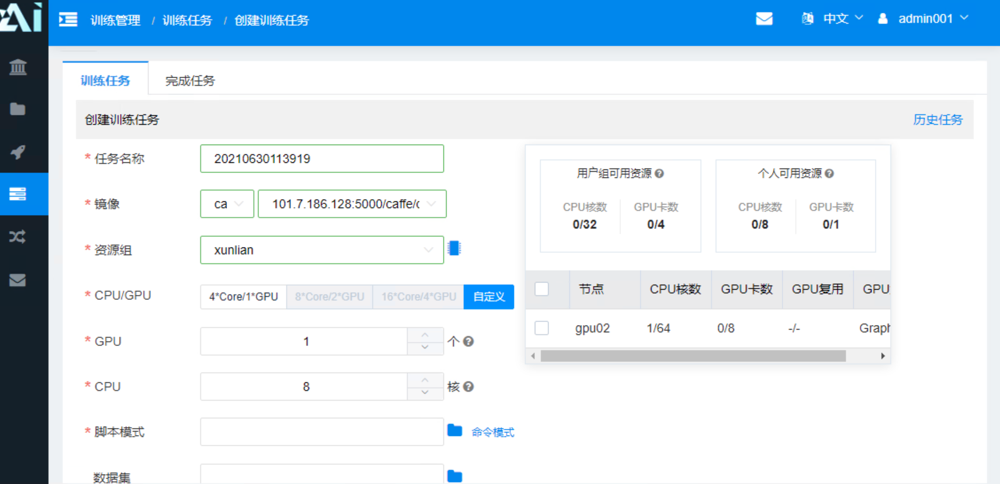 Ai
训练管理 / 训练任务 / 创建训练任务
中文 admin001
训练任务 完成任务
创建训练任务 历史任务
* 任务名称 20210630113919
* 镜像 ca 101.7.186.128:5000/caffe/c
* 资源组 xunlian
* CPU/GPU 4*Core/1*GPU 8*Core/2*GPU 16*Core/4*GPU 自定义
* GPU 1 个
* CPU 8 核
* 脚本模式 命令模式
数据集
用户组可用资源 个人可用资源
CPU核数 GPU卡数 CPU核数 GPU卡数
0/32 0/4 0/8 0/1
节点 CPU核数 GPU卡数 GPU复用 GPU
gpu02 1/64 0/8 -/- Graph